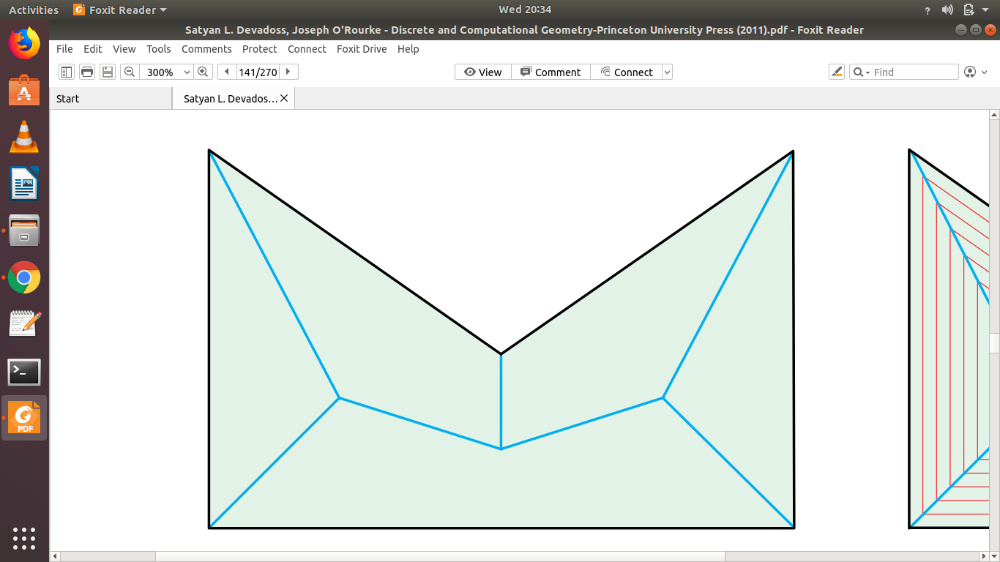 Activities Foxit Reader Wed 20:34 ?
Satyan L. Devadoss, Joseph O'Rourke - Discrete and Computational Geometry-Princeton University Press (2011).pdf - Foxit Reader
File Edit View Tools Comments Protect Connect Foxit Drive Help
300% 141/270 View Comment Connect Find
Start Satyan L. Devados...
PDF